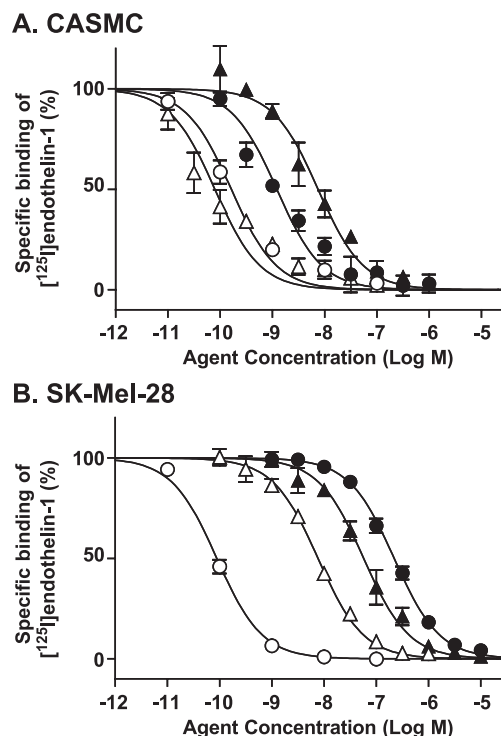 A. CASMC
Specific binding of
[¹²⁵I]endothelin-1 (%)
100
50
0
-12 -11 -10 -9 -8 -7 -6 -5
Agent Concentration (Log M)
B. SK-Mel-28
Specific binding of
[¹²⁵I]endothelin-1 (%)
100
50
0
-12 -11 -10 -9 -8 -7 -6 -5
Agent Concentration (Log M)